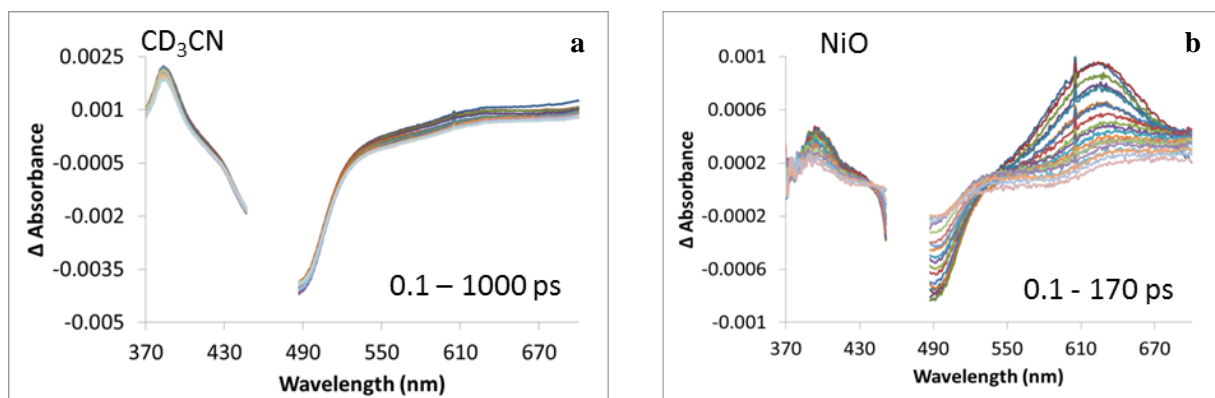 CD₃CN
a
0.0025
0.001
-0.0005
-0.002
-0.0035
-0.005
Δ Absorbance
0.1 – 1000 ps
370 430 490 550 610 670
Wavelength (nm)
NiO
b
0.001
0.0006
0.0002
-0.0002
-0.0006
-0.001
Δ Absorbance
0.1 - 170 ps
370 430 490 550 610 670
Wavelength (nm)